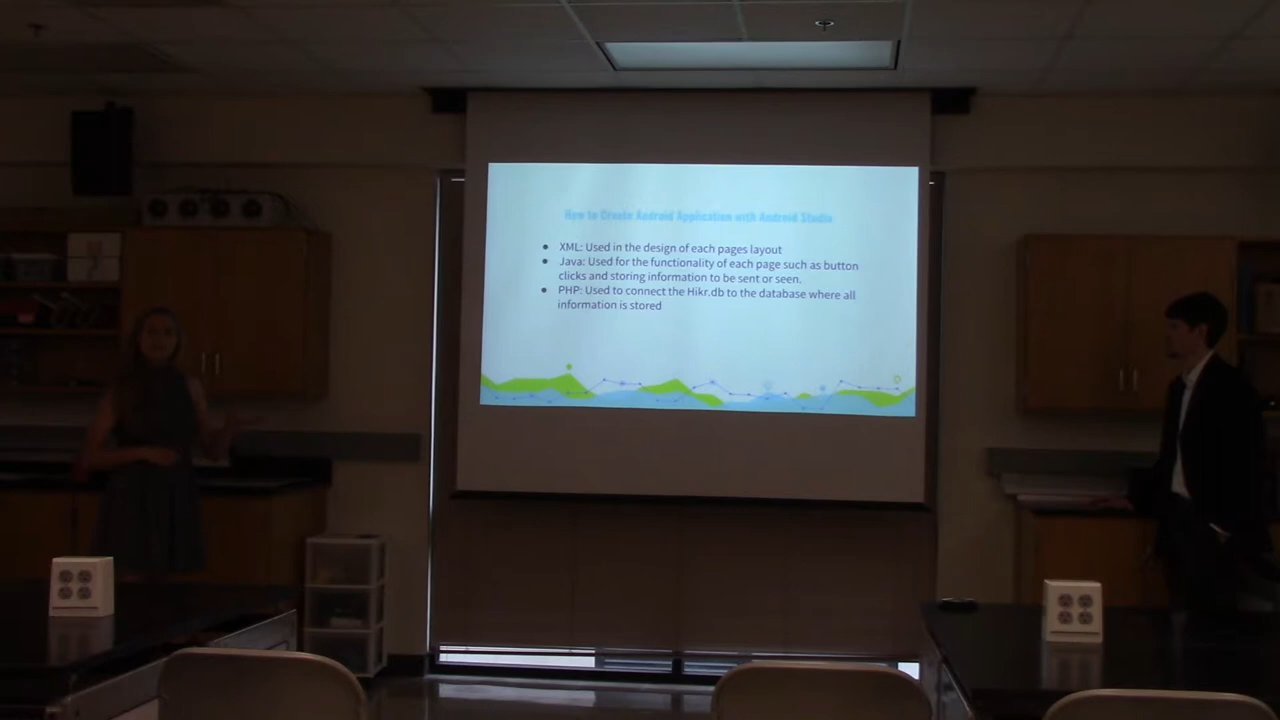 How to Create Android Application with Android Studio
● XML: Used in the design of each pages layout
● Java: Used for the functionality of each page such as button
clicks and storing information to be sent or seen.
● PHP: Used to connect the Hikr.db to the database where all
information is stored